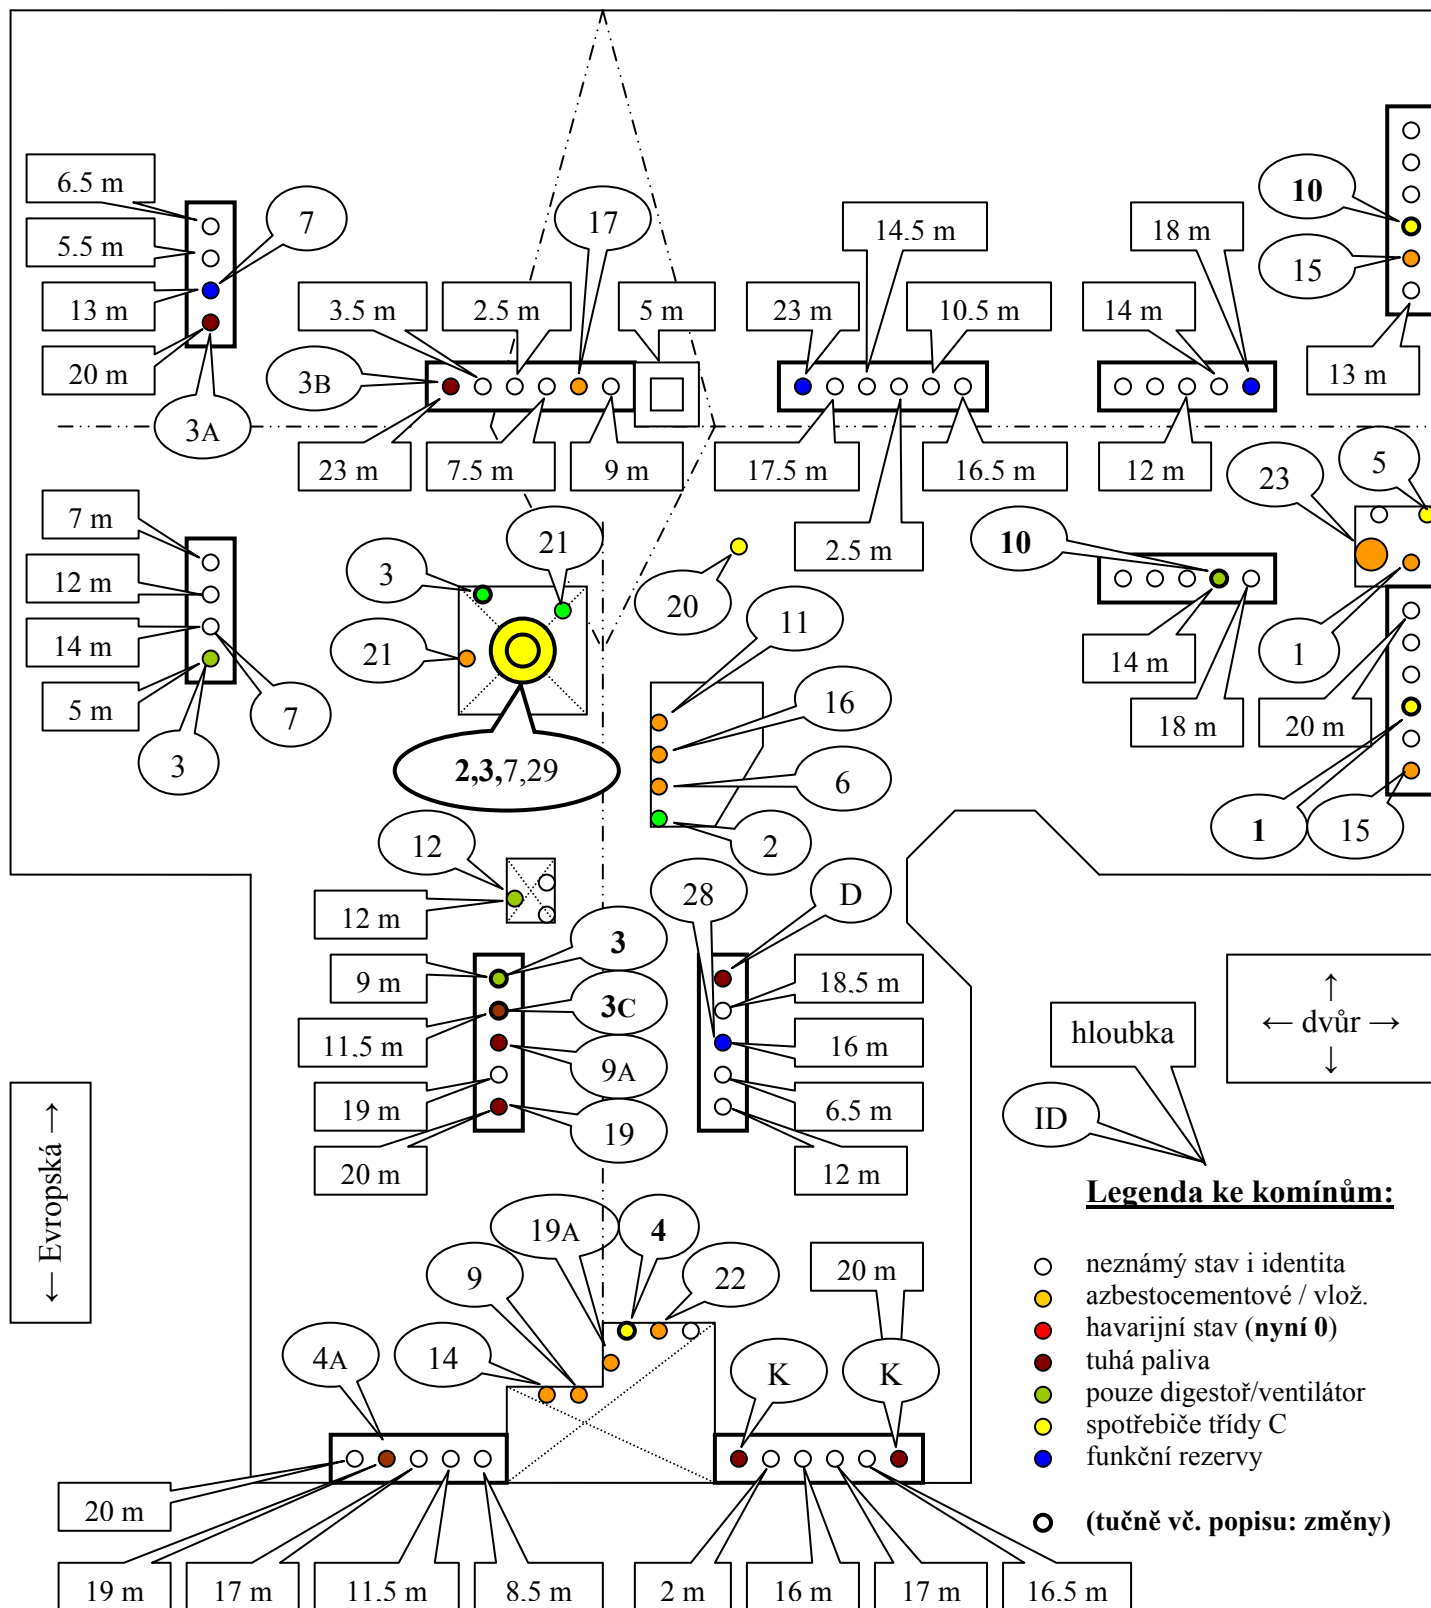 6.5 m
5.5 m
13 m
20 m
7
3A
17
3.5 m
2.5 m
5 m
3B
23 m
7.5 m
9 m
14.5 m
18 m
23 m
10.5 m
14 m
17.5 m
16.5 m
2.5 m
12 m
10
15
13 m
5
23
7 m
12 m
14 m
5 m
7
3
3
21
21
2,3,7,29
20
11
16
6
2
10
14 m
18 m
20 m
1
1
15
12
12 m
28
D
3
3C
9A
19
9 m
11.5 m
19 m
20 m
18.5 m
16 m
6.5 m
12 m
↑
← dvůr →
↓
hloubka
ID
← Evropská →
19A
4
22
9
14
4A
20 m
K
K
20 m
19 m
17 m
11.5 m
8.5 m
2 m
16 m
17 m
16.5 m
Legenda ke komínům:
neznámý stav i identita
azbestocementové / vlož.
havarijní stav (nyní 0)
tuhá paliva
pouze digestoř/ventilátor
spotřebiče třídy C
funkční rezervy
(tučně vč. popisu: změny)